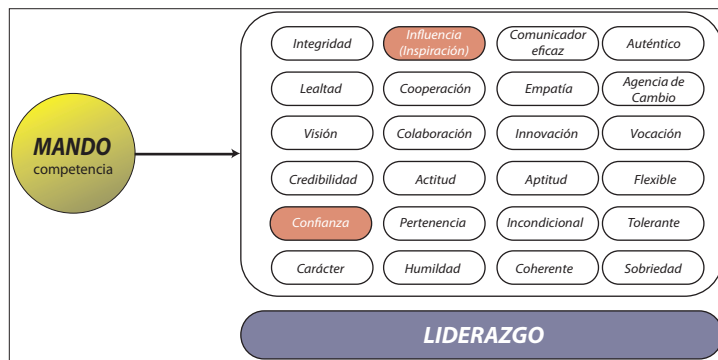 MANDO
competencia
Integridad
Influencia
(Inspiración)
Comunicador
eficaz
Auténtico
Lealtad
Cooperación
Empatía
Agencia de
Cambio
Visión
Colaboración
Innovación
Vocación
Credibilidad
Actitud
Aptitud
Flexible
Confianza
Pertenencia
Incondicional
Tolerante
Carácter
Humildad
Coherente
Sobriedad
LIDERAZGO